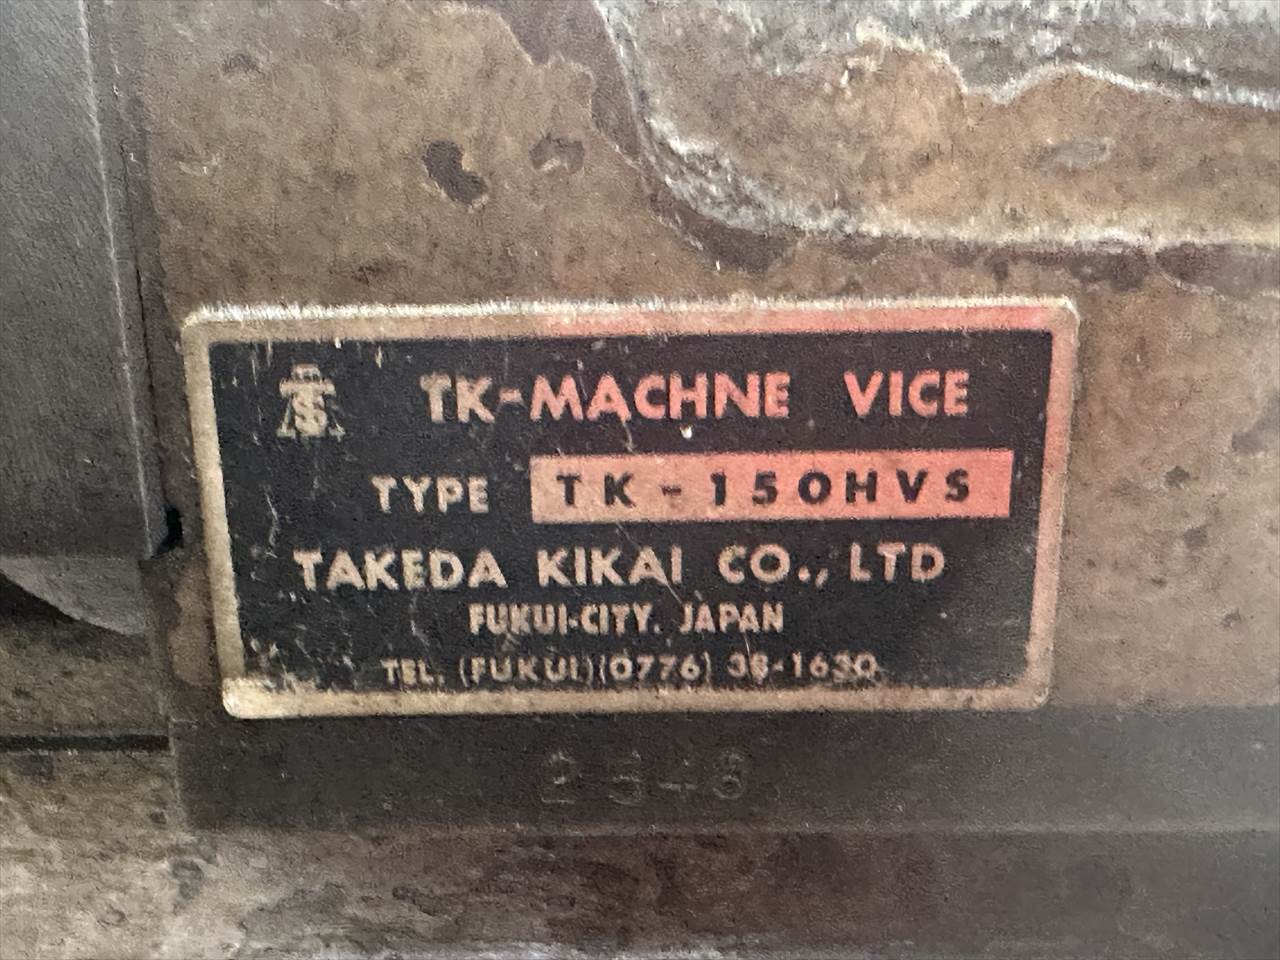 TK-MACHNE VICE
TYPE TK-150HVS
TAKEDA KIKAI CO., LTD
FUKUI-CITY. JAPAN
TEL. (FUKUI)(0776) 38-1630